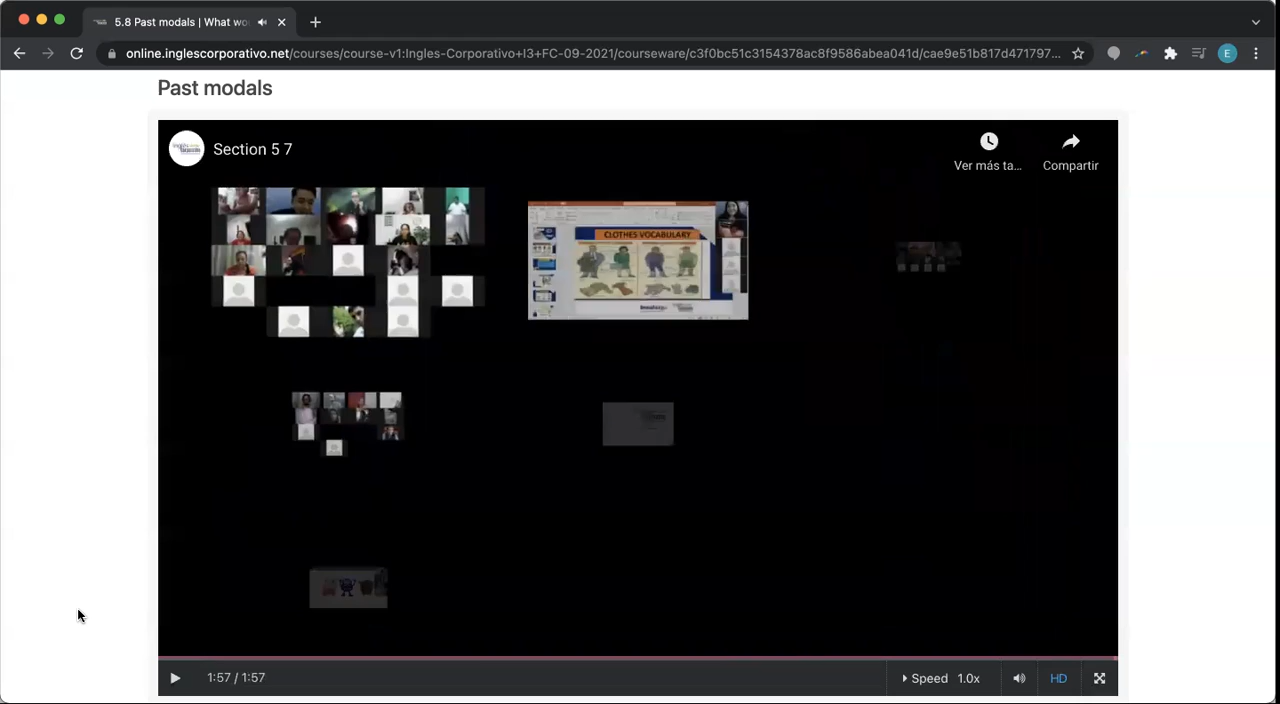 5.8 Past modals | What wo
online.inglescorporativo.net/courses/course-v1:Ingles-Corporativo+I3+FC-09-2021/courseware/c3f0bc51c3154378ac8f9586abea041d/cae9e51b817d471797...
E
Past modals
Section 5 7
Ver más ta...
Compartir
CLOTHES VOCABULARY
1:57 / 1:57
Speed 1.0x
HD